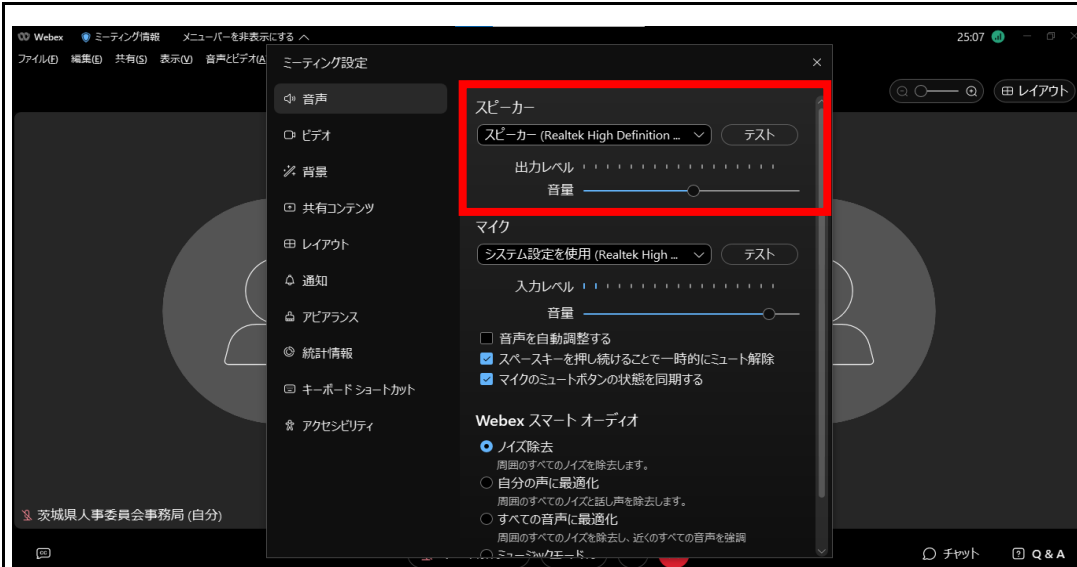 Webex ミーティング情報 メニューバーを非表示にする 25:07
ファイル(F) 編集(E) 共有(S) 表示(V) 音声とビデオ(A
ミーティング設定
レイアウト
音声
ビデオ
背景
共有コンテンツ
レイアウト
通知
アピアランス
統計情報
キーボード ショートカット
アクセシビリティ
スピーカー
スピーカー (Realtek High Definition ... テスト
出力レベル
音量
マイク
システム設定を使用 (Realtek High ... テスト
入力レベル
音量
音声を自動調整する
スペースキーを押し続けることで一時的にミュート解除
マイクのミュートボタンの状態を同期する
Webex スマート オーディオ
ノイズ除去
周囲のすべてのノイズを除去します。
自分の声に最適化
周囲のすべてのノイズと話し声を除去します。
すべての音声に最適化
周囲のすべてのノイズを除去し、近くのすべての音声を強調
ミュージックモード
茨城県人事委員会事務局 (自分)
チャット Q & A